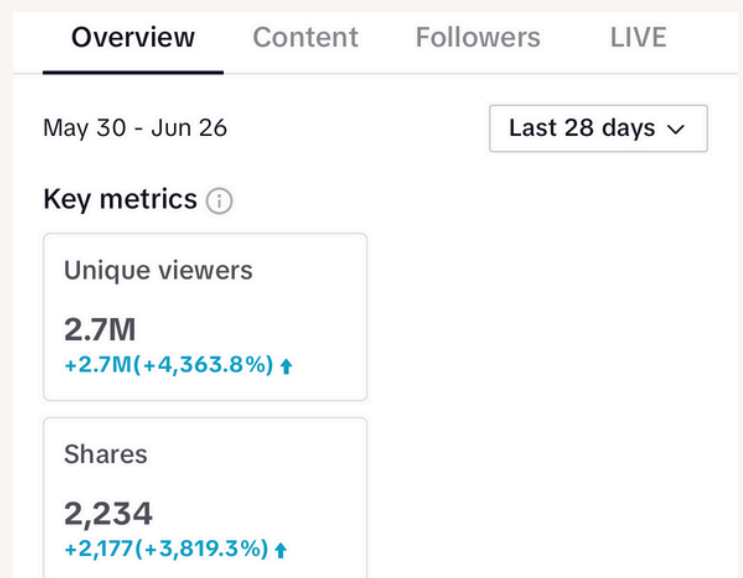 Overview Content Followers LIVE
May 30 - Jun 26 Last 28 days
Key metrics
Unique viewers
2.7M
+2.7M(+4,363.8%)
Shares
2,234
+2,177(+3,819.3%)